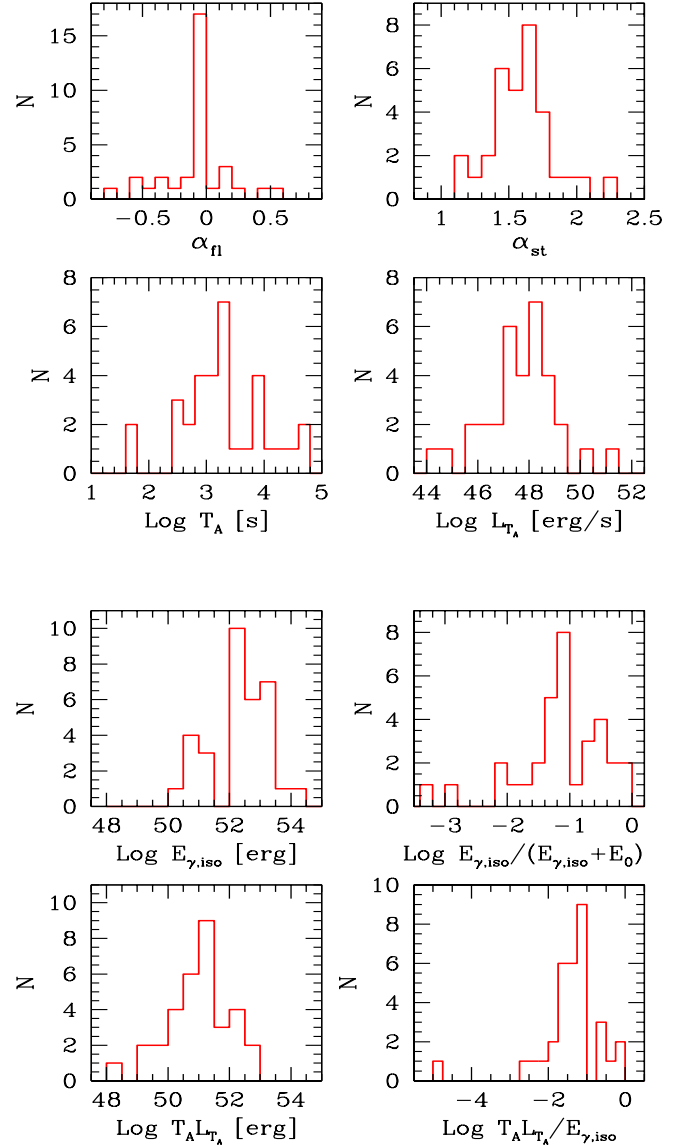 15
10
5
0
N
−0.5 0 0.5
α_fl
8
6
4
2
0
N
1 1.5 2 2.5
α_st
8
6
4
2
0
N
1 2 3 4 5
Log T_A [s]
8
6
4
2
0
N
44 46 48 50 52
Log L_{T_A} [erg/s]
10
8
6
4
2
0
N
48 50 52 54
Log E_{γ,iso} [erg]
8
6
4
2
0
N
−3 −2 −1 0
Log E_{γ,iso}/(E_{γ,iso}+E_0)
10
8
6
4
2
0
N
48 50 52 54
Log T_A L_{T_A} [erg]
10
8
6
4
2
0
N
−4 −2 0
Log T_A L_{T_A}/E_{γ,iso}